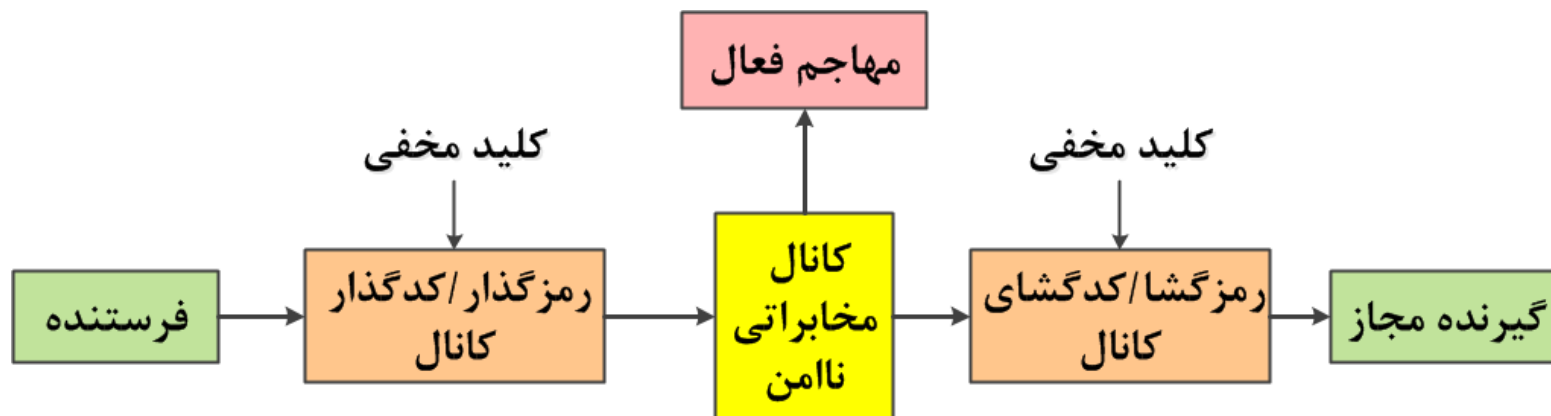 مهاجم فعال
کلید مخفی
کلید مخفی
فرستنده
رمزگذار/کدگذار
کانال
کانال
مخابراتی
ناامن
رمزگشا/کدگشای
کانال
گیرنده مجاز